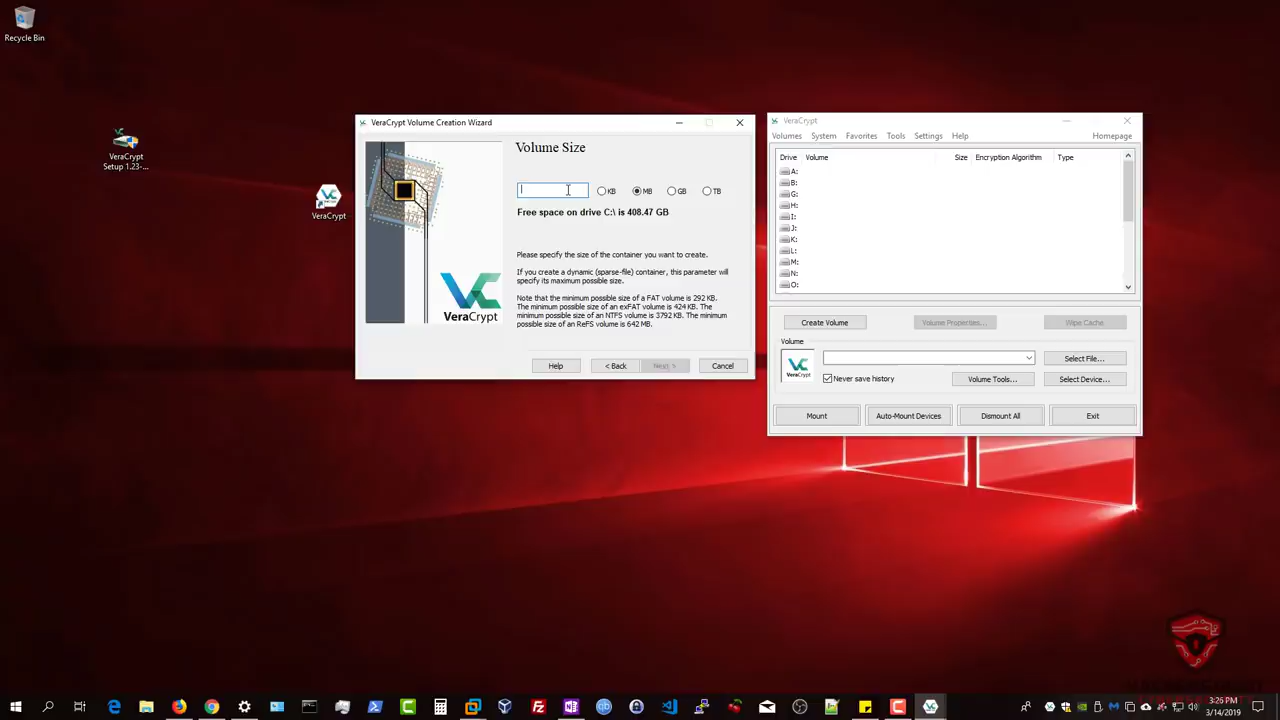 Recycle Bin
VeraCrypt
Setup 1.23-...
VeraCrypt
VeraCrypt Volume Creation Wizard
Volume Size
KB
MB
GB
TB
Free space on drive C:\ is 408.47 GB
Please specify the size of the container you want to create.
If you create a dynamic (sparse-file) container, this parameter will
specify its maximum possible size.
Note that the minimum possible size of a FAT volume is 292 KB.
The minimum possible size of an exFAT volume is 424 KB. The
minimum possible size of an NTFS volume is 3792 KB. The minimum
possible size of an ReFS volume is 642 MB.
VeraCrypt
Help
< Back
Next >
Cancel
VeraCrypt
Volumes System Favorites Tools Settings Help Homepage
Drive Volume Size Encryption Algorithm Type
A:
B:
G:
H:
I:
J:
K:
L:
M:
N:
O:
Create Volume
Volume Properties...
Wipe Cache
Volume
VeraCrypt
Select File...
Never save history
Volume Tools...
Select Device...
Mount
Auto-Mount Devices
Dismount All
Exit
3:26 PM
3/14/2019